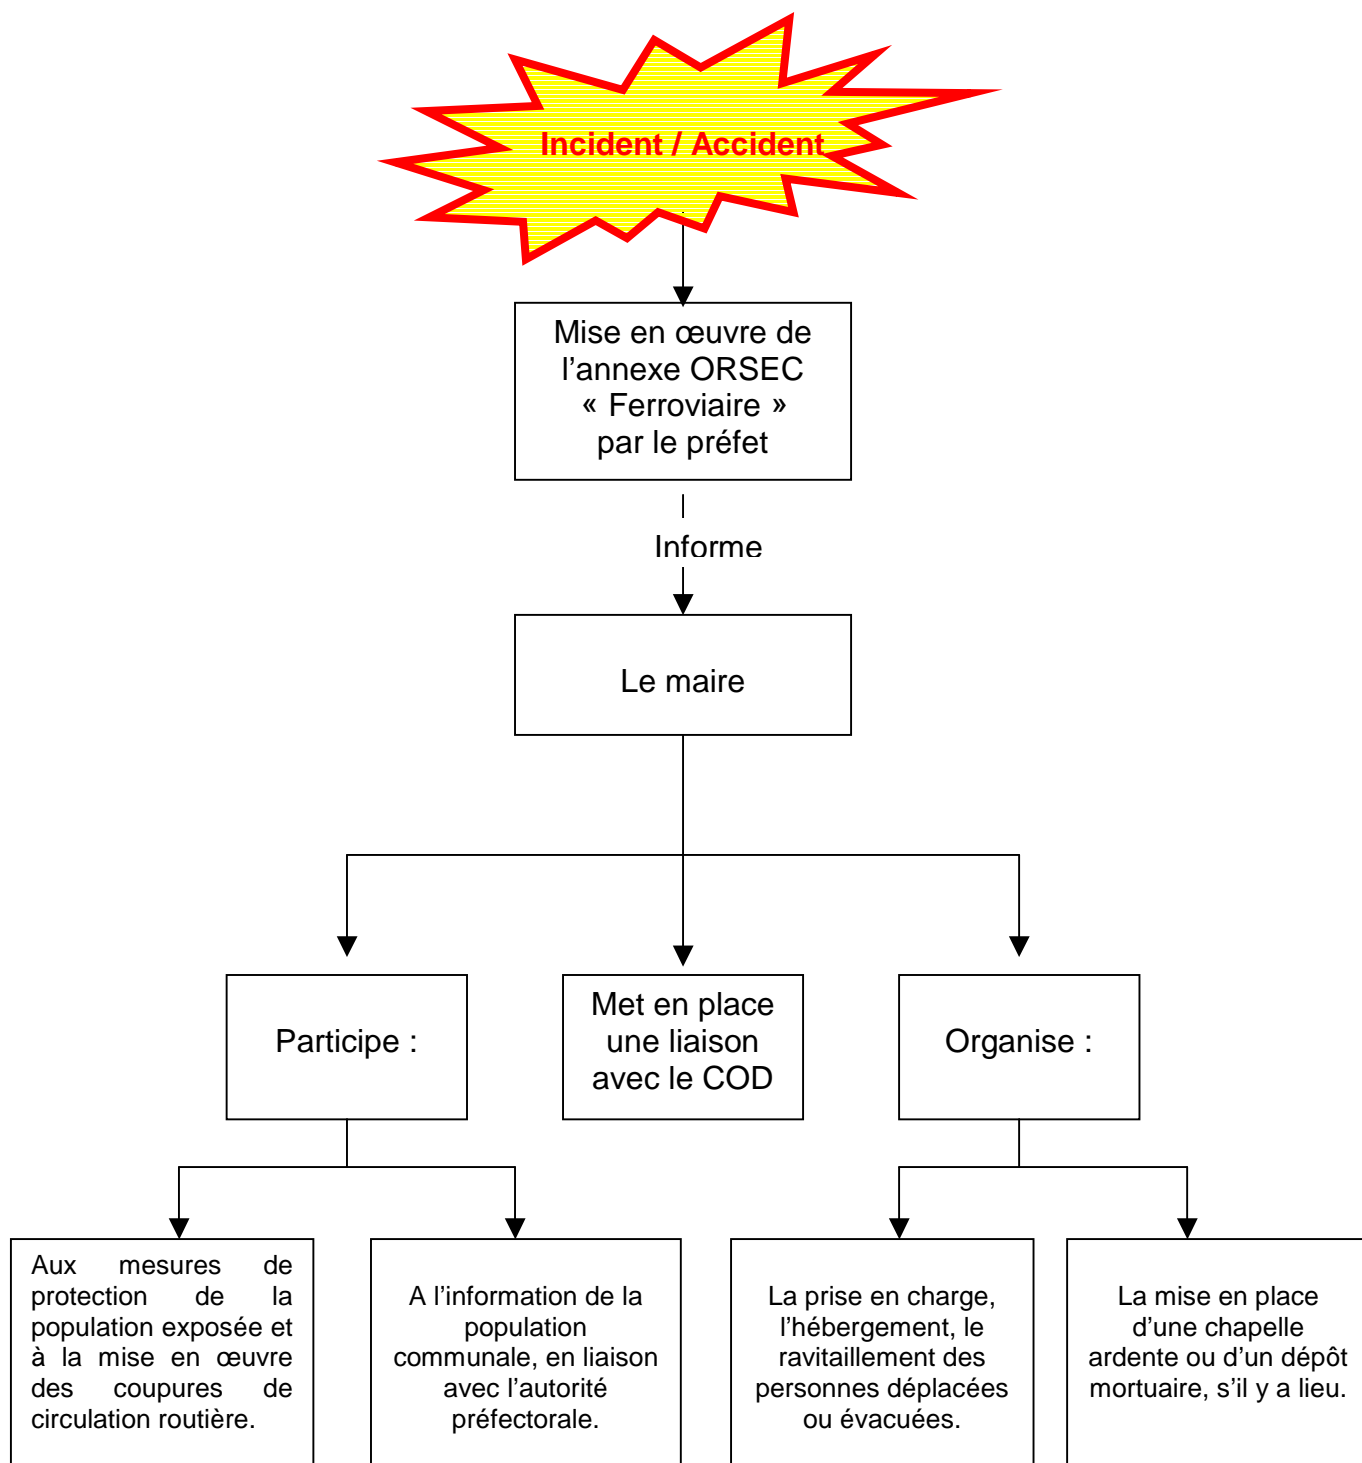 Incident / Accident
Mise en œuvre de
l’annexe ORSEC
« Ferroviaire »
par le préfet
Informe
Le maire
Participe :
Met en place
une liaison
avec le COD
Organise :
Aux mesures de
protection de la
population exposée et
à la mise en œuvre
des coupures de
circulation routière.
A l’information de la
population
communale, en liaison
avec l’autorité
préfectorale.
La prise en charge,
l’hébergement, le
ravitaillement des
personnes déplacées
ou évacuées.
La mise en place
d’une chapelle
ardente ou d’un dépôt
mortuaire, s’il y a lieu.